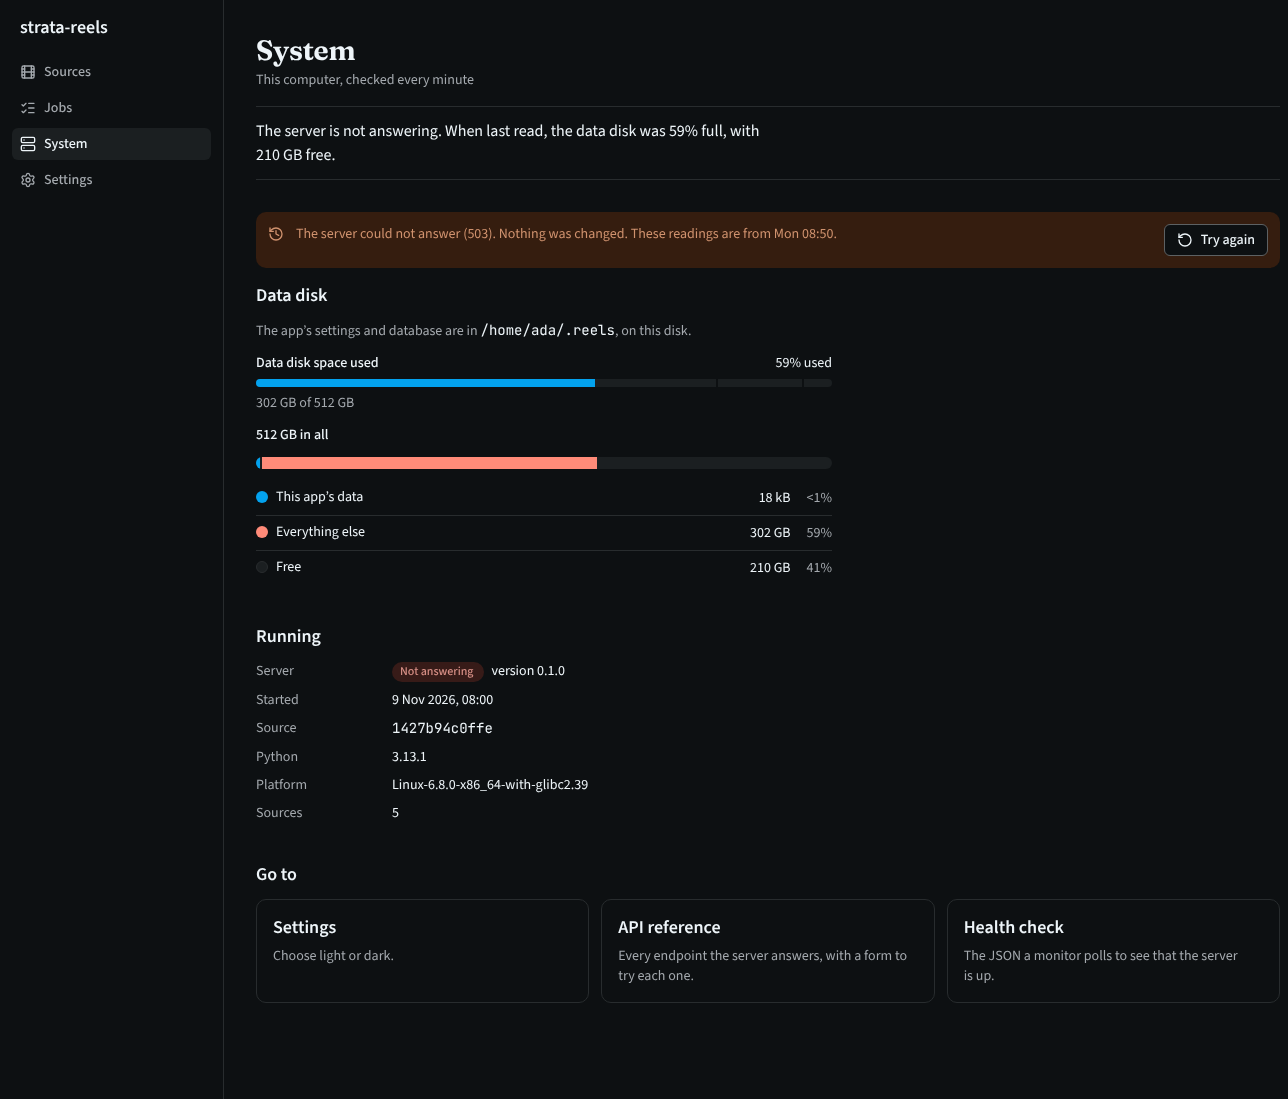 strata-reels
Sources
Jobs
System
Settings
System
This computer, checked every minute
The server is not answering. When last read, the data disk was 59% full, with
210 GB free.
The server could not answer (503). Nothing was changed. These readings are from Mon 08:50.
Try again
Data disk
The app’s settings and database are in /home/ada/.reels, on this disk.
Data disk space used 59% used
302 GB of 512 GB
512 GB in all
This app’s data 18 kB <1%
Everything else 302 GB 59%
Free 210 GB 41%
Running
Server Not answering version 0.1.0
Started 9 Nov 2026, 08:00
Source 1427b94c0ffe
Python 3.13.1
Platform Linux-6.8.0-x86_64-with-glibc2.39
Sources 5
Go to
Settings
Choose light or dark.
API reference
Every endpoint the server answers, with a form to
try each one.
Health check
The JSON a monitor polls to see that the server
is up.